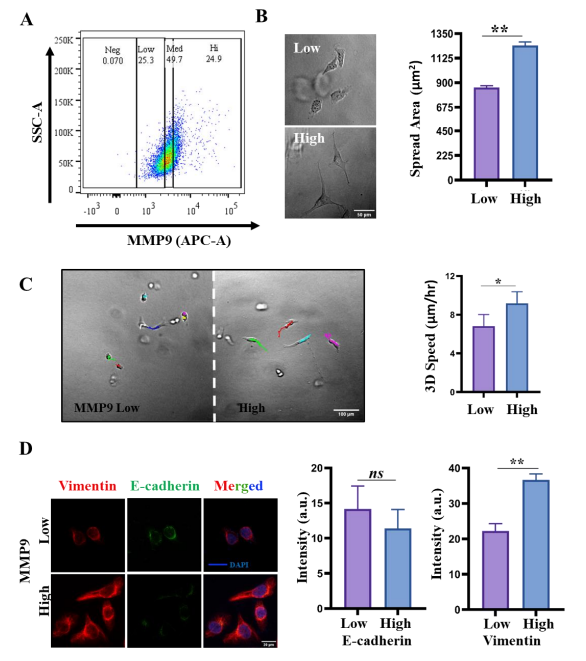 A
250K
200K
150K
100K
50K
0
Neg
0.070
Low
25.3
Med
49.7
Hi
24.9
-10³ 0 10³ 10⁴ 10⁵
SSC-A
MMP9 (APC-A)
B
Low
High
50 μm
1350
1125
900
675
450
225
0
Spread Area (μm²)
**
Low High
C
MMP9 Low
High
100 μm
12
8
4
0
3D Speed (μm/hr)
*
Low High
D
Vimentin E-cadherin Merged
MMP9
Low
High
DAPI
20
15
10
5
0
Intensity (a.u.)
ns
Low High
E-cadherin
40
30
20
10
0
Intensity (a.u.)
**
Low High
Vimentin